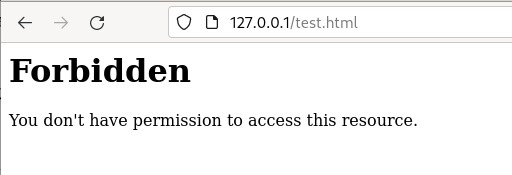 127.0.0.1/test.html
Forbidden
You don't have permission to access this resource.